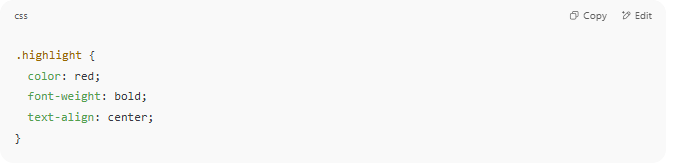 css
Copy
Edit
.highlight {
  color: red;
  font-weight: bold;
  text-align: center;
}